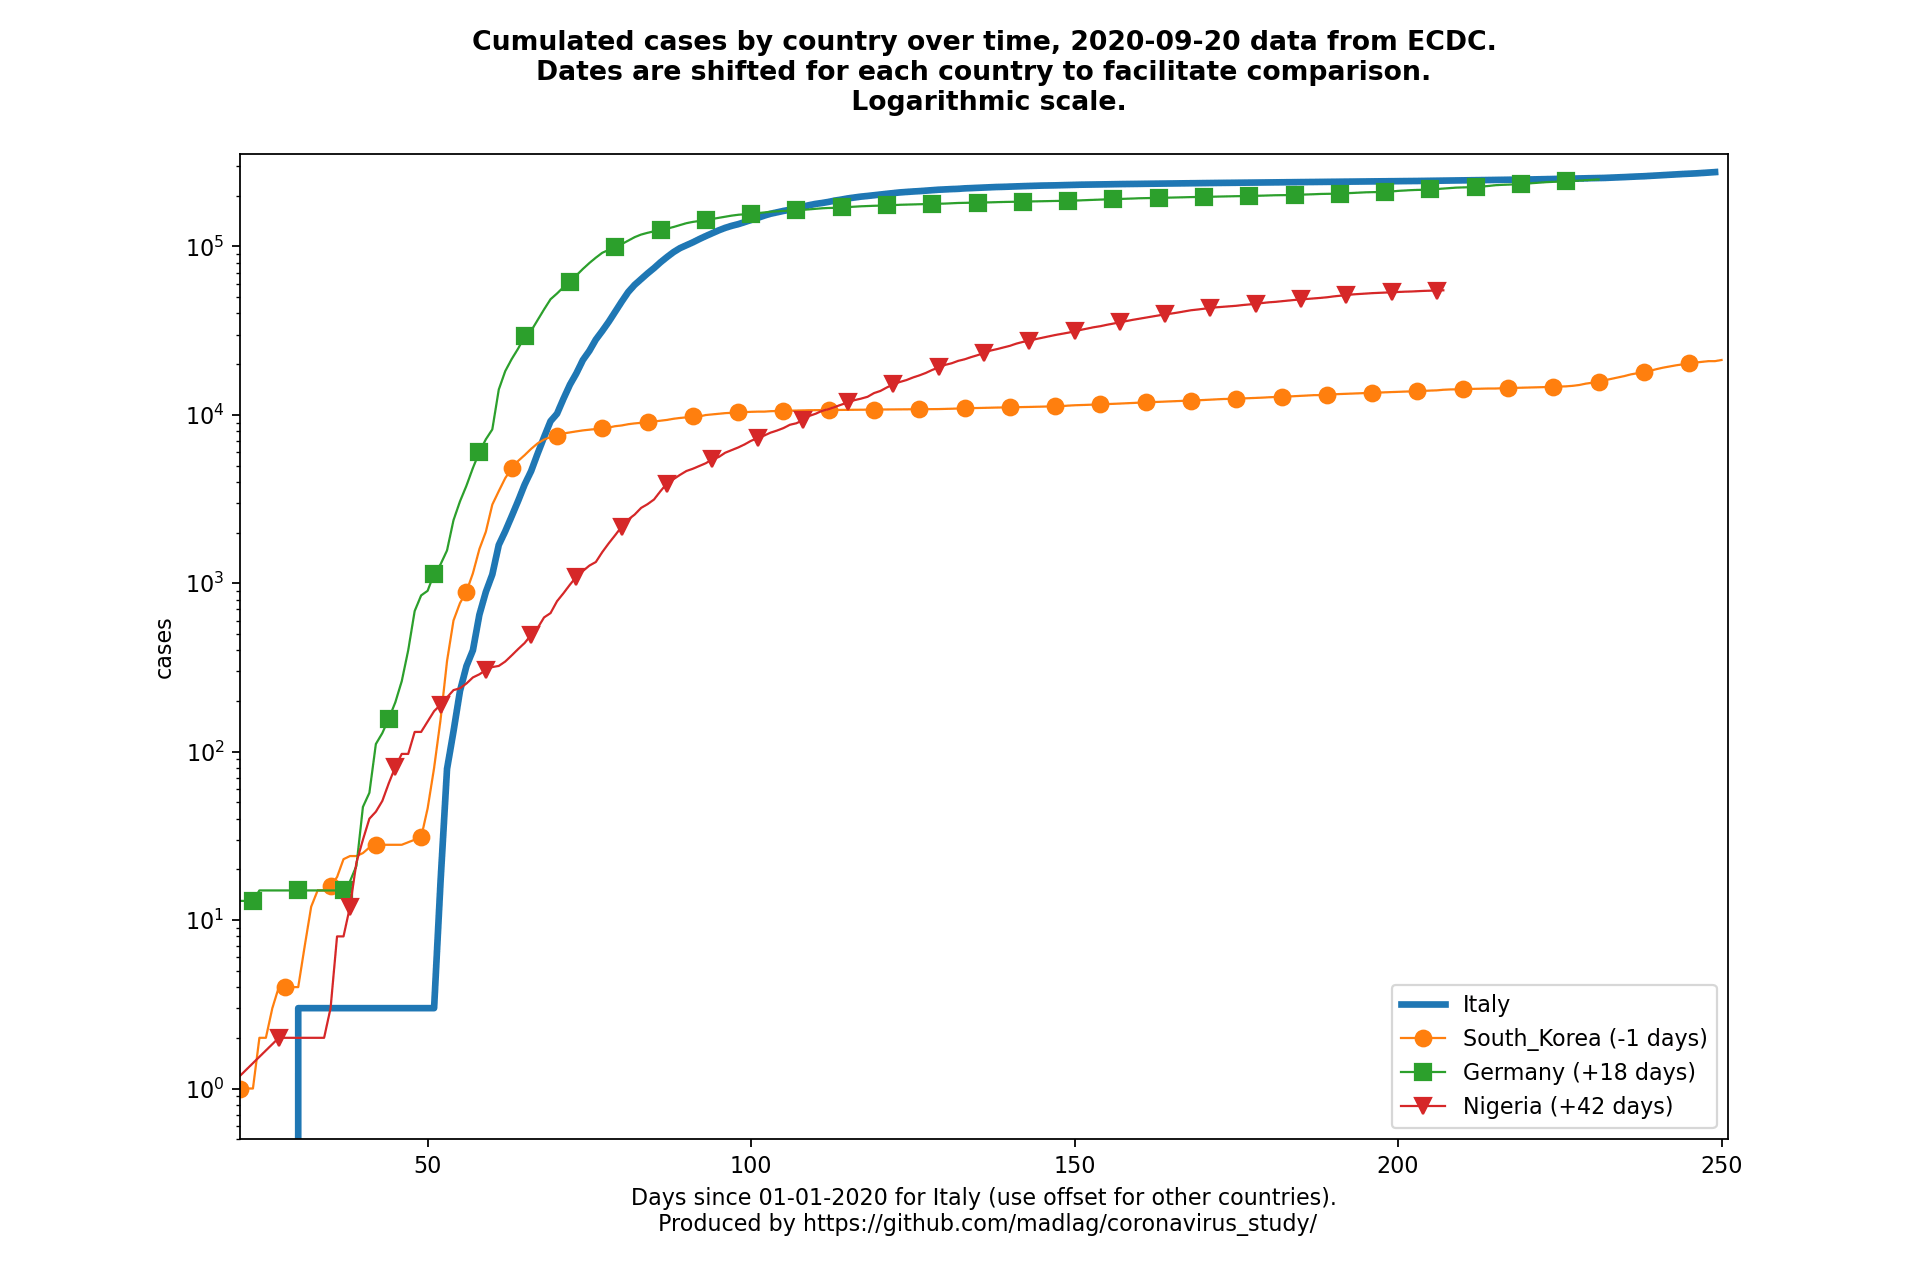 Cumulated cases by country over time, 2020-09-20 data from ECDC.
Dates are shifted for each country to facilitate comparison.
Logarithmic scale.
10^5
10^4
10^3
10^2
10^1
10^0
cases
Italy
South_Korea (-1 days)
Germany (+18 days)
Nigeria (+42 days)
50 100 150 200 250
Days since 01-01-2020 for Italy (use offset for other countries).
Produced by https://github.com/madlag/coronavirus_study/